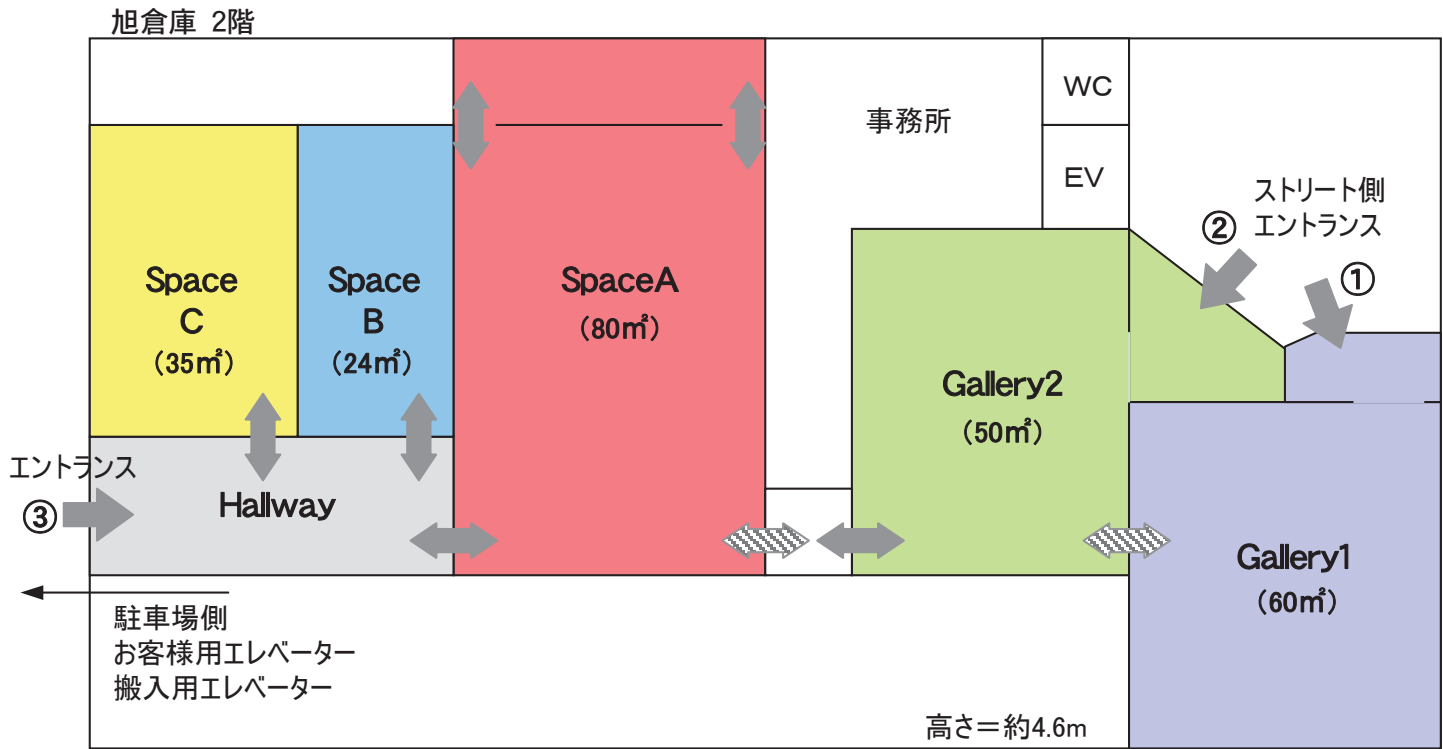 旭倉庫 2階
WC
事務所
EV
ストリート側
エントランス
②
①
Space
C
(35㎡)
Space
B
(24㎡)
SpaceA
(80㎡)
Gallery2
(50㎡)
エントランス
③
Hallway
Gallery1
(60㎡)
駐車場側
お客様用エレベーター
搬入用エレベーター
高さ＝約4.6m